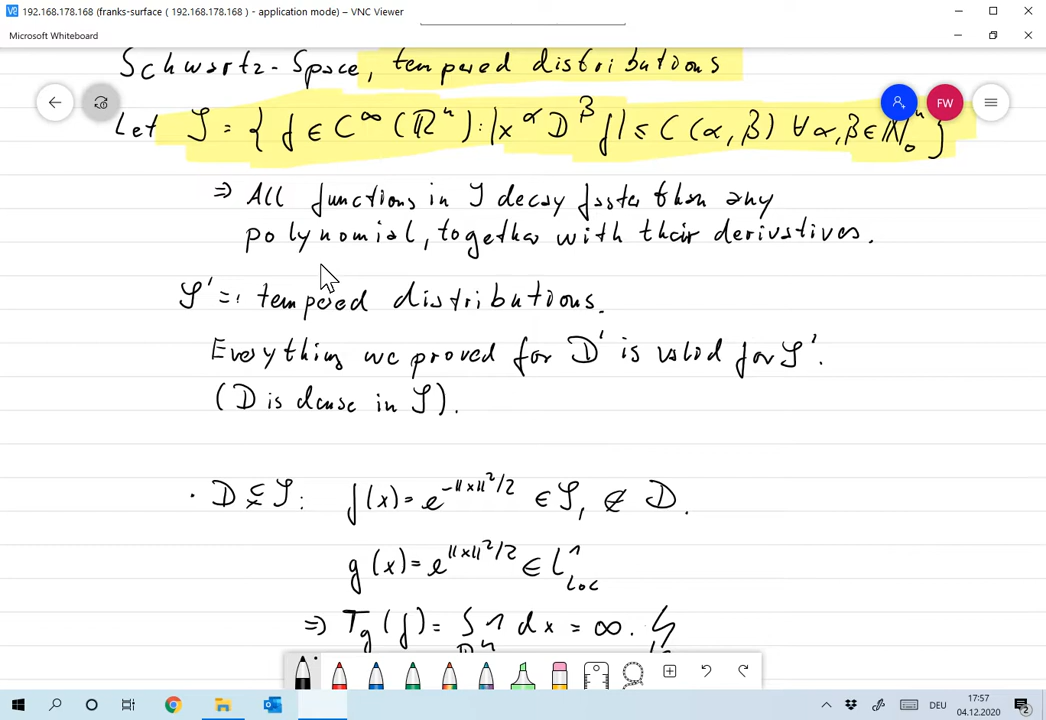 192.168.178.168 (franks-surface ( 192.168.178.168 ) - application mode) – VNC Viewer
Microsoft Whiteboard
Schwartz-Space, tempered distributions
Let 𝒮 = { f ∈ C^∞ (ℝ^n) : |x^α D^β f| ≤ C (α, β) ∀ α, β ∈ ℕ_0^n }
FW
⇒ All functions in 𝒮 decay faster than any
polynomial, together with their derivatives.
𝒮' =: tempered distributions.
Everything we proved for D' is valid for 𝒮'.
(D is dense in 𝒮).
· D ⊊ 𝒮: f(x) = e^{-||x||²/2} ∈ 𝒮, ∉ D.
g(x) = e^{||x||²/2} ∈ L^1_{loc}
⇒ T_g(f) = ∫ 1 dx = ∞. ↯
DEU
17:57
04.12.2020
2